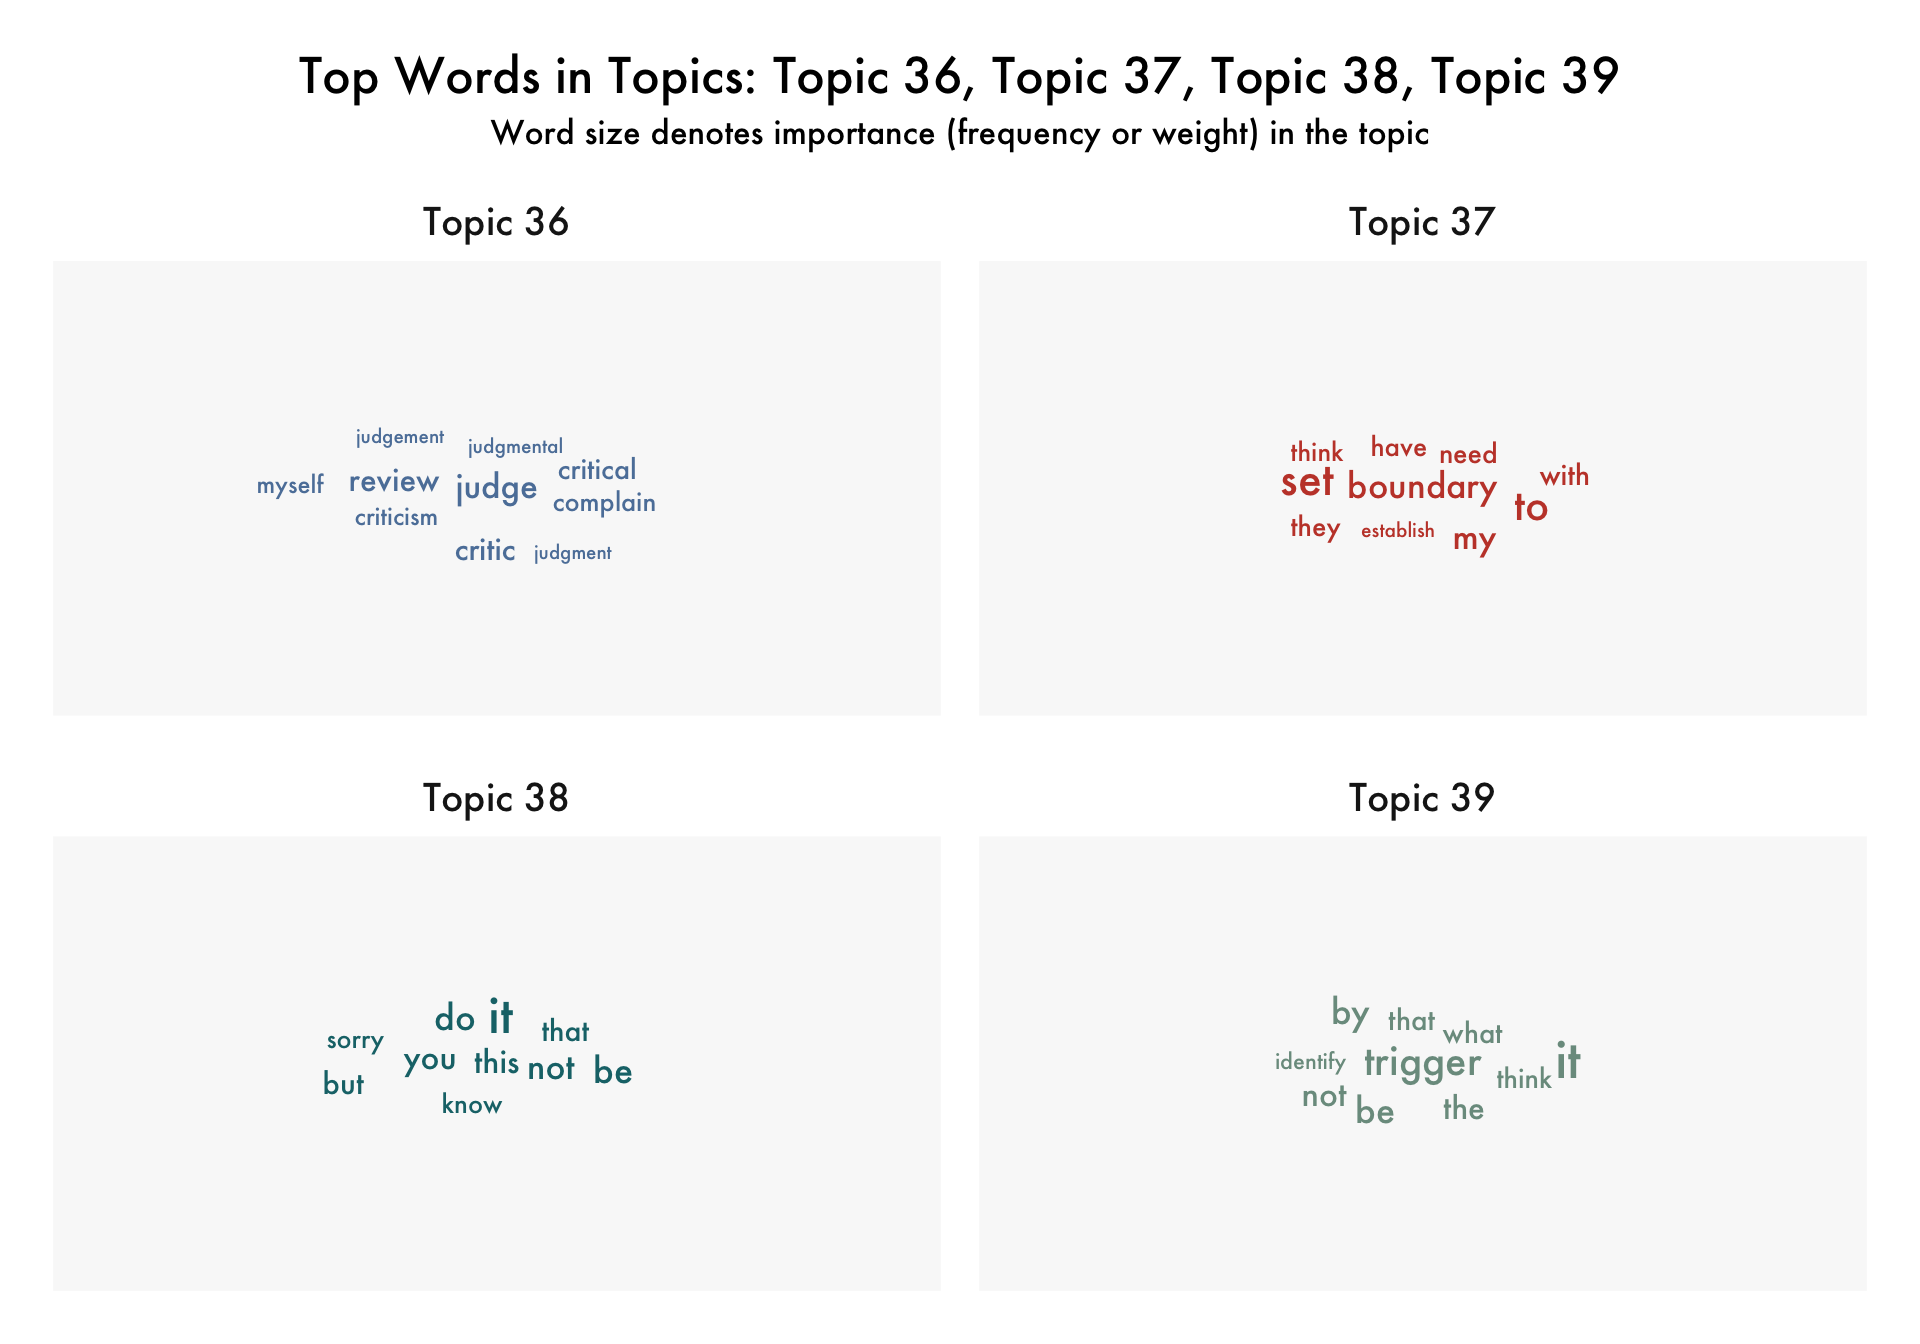 Top Words in Topics: Topic 36, Topic 37, Topic 38, Topic 39
Word size denotes importance (frequency or weight) in the topic
Topic 36
judgement judgmental
myself review judge critical
criticism complain
critic judgment
Topic 37
think have need
set boundary with
to
they establish my
Topic 38
do it that
sorry
you this not be
but
know
Topic 39
by that what
identify trigger think it
not be the